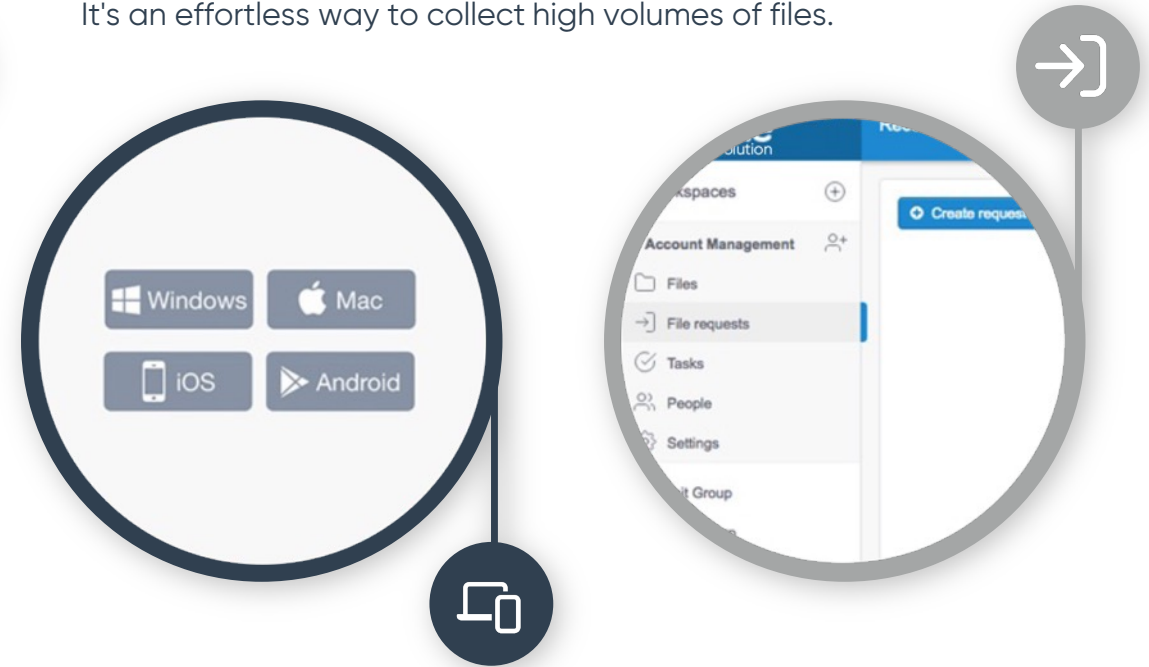 It's an effortless way to collect high volumes of files.
Windows
Mac
iOS
Android
Create request
Account Management
Files
File requests
Tasks
People
Settings
Group